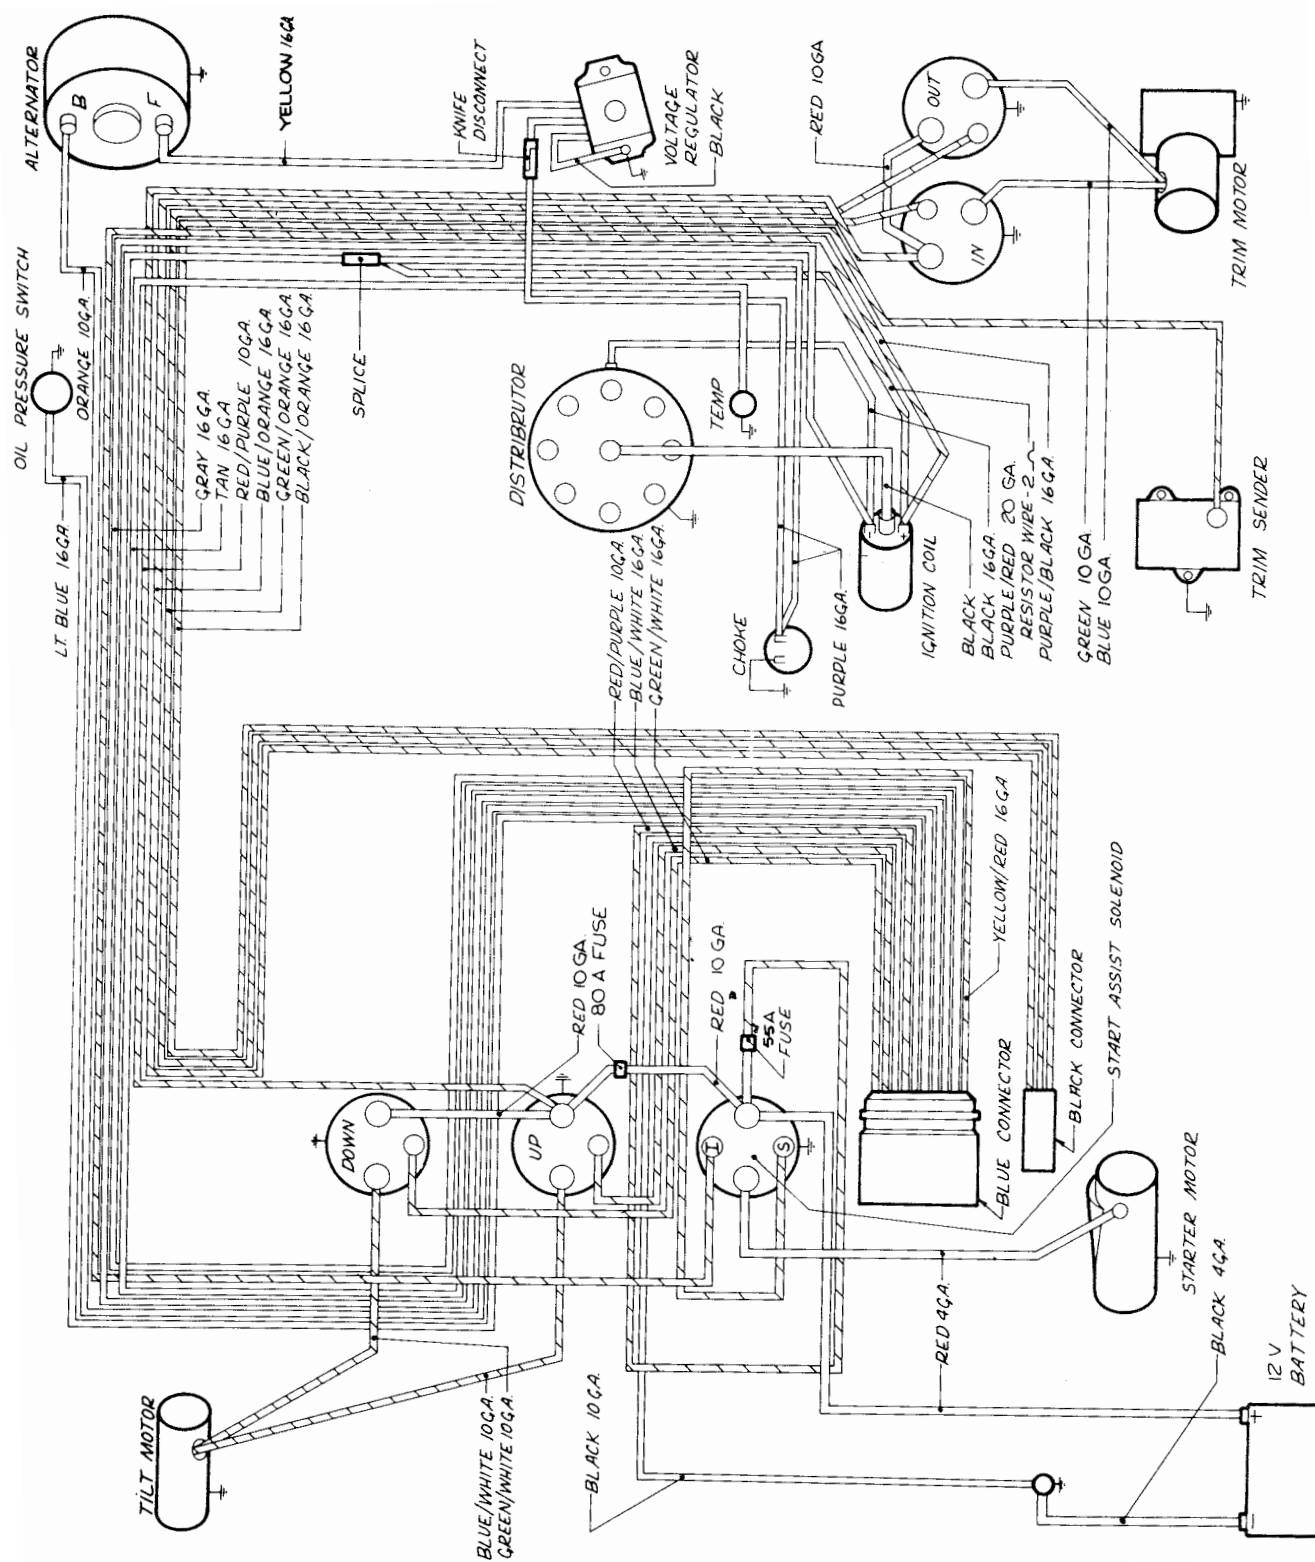 ALTERNATOR
B
F
YELLOW 16GA
KNIFE
DISCONNECT
VOLTAGE
REGULATOR
BLACK
RED 10GA
OUT
IN
TRIM MOTOR
OIL PRESSURE SWITCH
ORANGE 10GA.
LT. BLUE 16GA.
GRAY 16GA.
TAN 16GA
RED/PURPLE 10GA.
BLUE/ORANGE 16GA
GREEN/ORANGE 16GA.
BLACK/ORANGE 16GA.
SPLICE
DISTRIBRUTOR
TEMP
RED/PURPLE 10GA.
BLUE/WHITE 16GA.
GREEN/WHITE 16GA.
CHOKE
PURPLE 16GA.
-
+
IGNITION COIL
BLACK
BLACK 16GA.
PURPLE/RED 20 GA.
RESISTOR WIRE-2
PURPLE/BLACK 16GA.
GREEN 10GA.
BLUE 10GA.
TRIM SENDER
DOWN
UP
I
S
RED 10GA.
80 A FUSE
RED 10GA.
55A
FUSE
YELLOW/RED 16GA
BLUE CONNECTOR
BLACK CONNECTOR
START ASSIST SOLENOID
STARTER MOTOR
TILT MOTOR
BLUE/WHITE 10GA.
GREEN/WHITE 10GA.
BLACK 10GA.
RED 4GA.
BLACK 4GA.
12 V
BATTERY
+
-